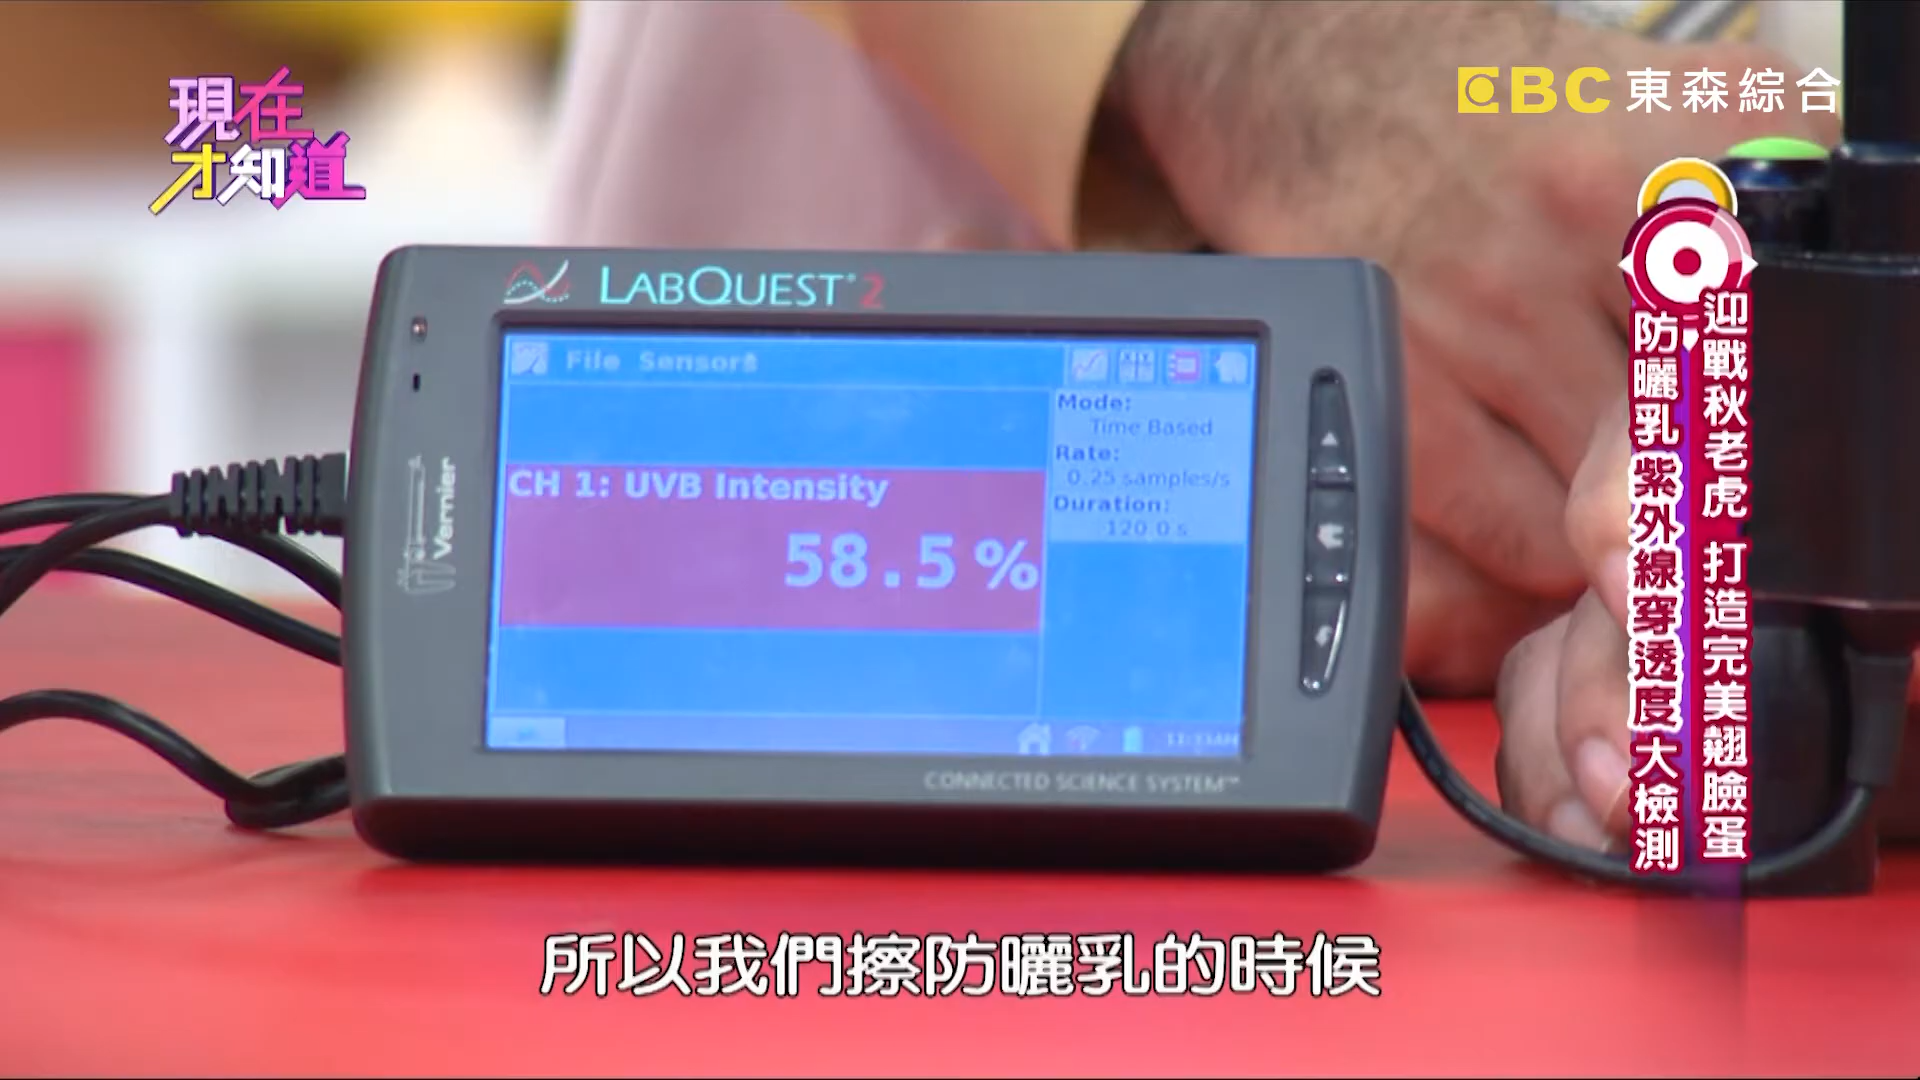 現在
才知道
EBC 東森綜合
迎戰秋老虎 打造完美翹臉蛋
防曬乳紫外線穿透度大檢測
LABQUEST 2
File Sensors
Mode:
Time Based
Rate:
0.25 samples/s
Duration:
120.0 s
CH 1: UVB Intensity
58.5 %
Vernier
CONNECTED SCIENCE SYSTEM™
所以我們擦防曬乳的時候